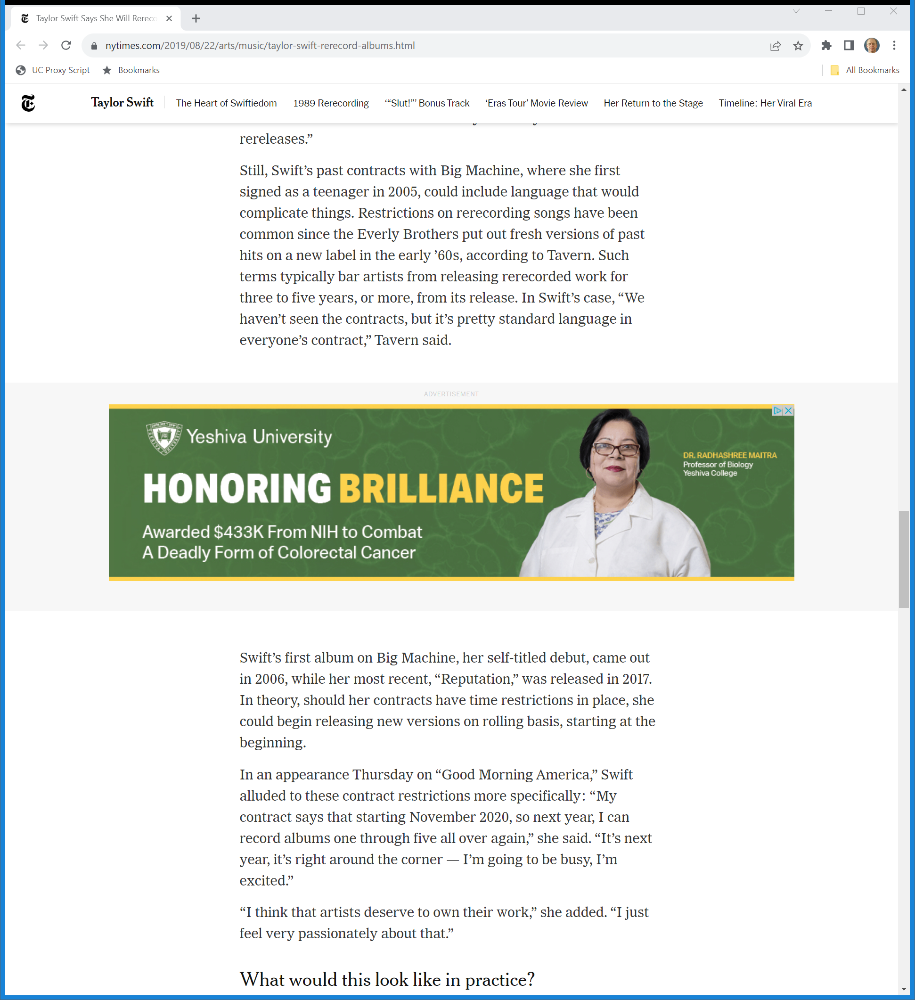 Taylor Swift Says She Will Rereco
nytimes.com/2019/08/22/arts/music/taylor-swift-rerecord-albums.html
UC Proxy Script
Bookmarks
All Bookmarks
Taylor Swift
The Heart of Swiftiedom
1989 Rerecording
‘“Slut!”’ Bonus Track
‘Eras Tour’ Movie Review
Her Return to the Stage
Timeline: Her Viral Era
rereleases.”
Still, Swift’s past contracts with Big Machine, where she first
signed as a teenager in 2005, could include language that would
complicate things. Restrictions on rerecording songs have been
common since the Everly Brothers put out fresh versions of past
hits on a new label in the early ’60s, according to Tavern. Such
terms typically bar artists from releasing rerecorded work for
three to five years, or more, from its release. In Swift’s case, “We
haven’t seen the contracts, but it’s pretty standard language in
everyone’s contract,” Tavern said.
ADVERTISEMENT
Yeshiva University
HONORING BRILLIANCE
Awarded $433K From NIH to Combat
A Deadly Form of Colorectal Cancer
DR. RADHASHREE MAITRA
Professor of Biology
Yeshiva College
Swift’s first album on Big Machine, her self-titled debut, came out
in 2006, while her most recent, “Reputation,” was released in 2017.
In theory, should her contracts have time restrictions in place, she
could begin releasing new versions on rolling basis, starting at the
beginning.
In an appearance Thursday on “Good Morning America,” Swift
alluded to these contract restrictions more specifically: “My
contract says that starting November 2020, so next year, I can
record albums one through five all over again,” she said. “It’s next
year, it’s right around the corner — I’m going to be busy, I’m
excited.”
“I think that artists deserve to own their work,” she added. “I just
feel very passionately about that.”
What would this look like in practice?